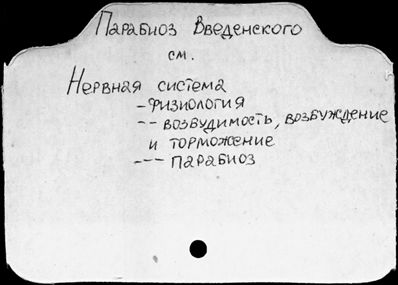 Парабиоз Введенского
см.
Нервная система
- физиология
-- возбудимость, возбуждение
и торможение
--- парабиоз